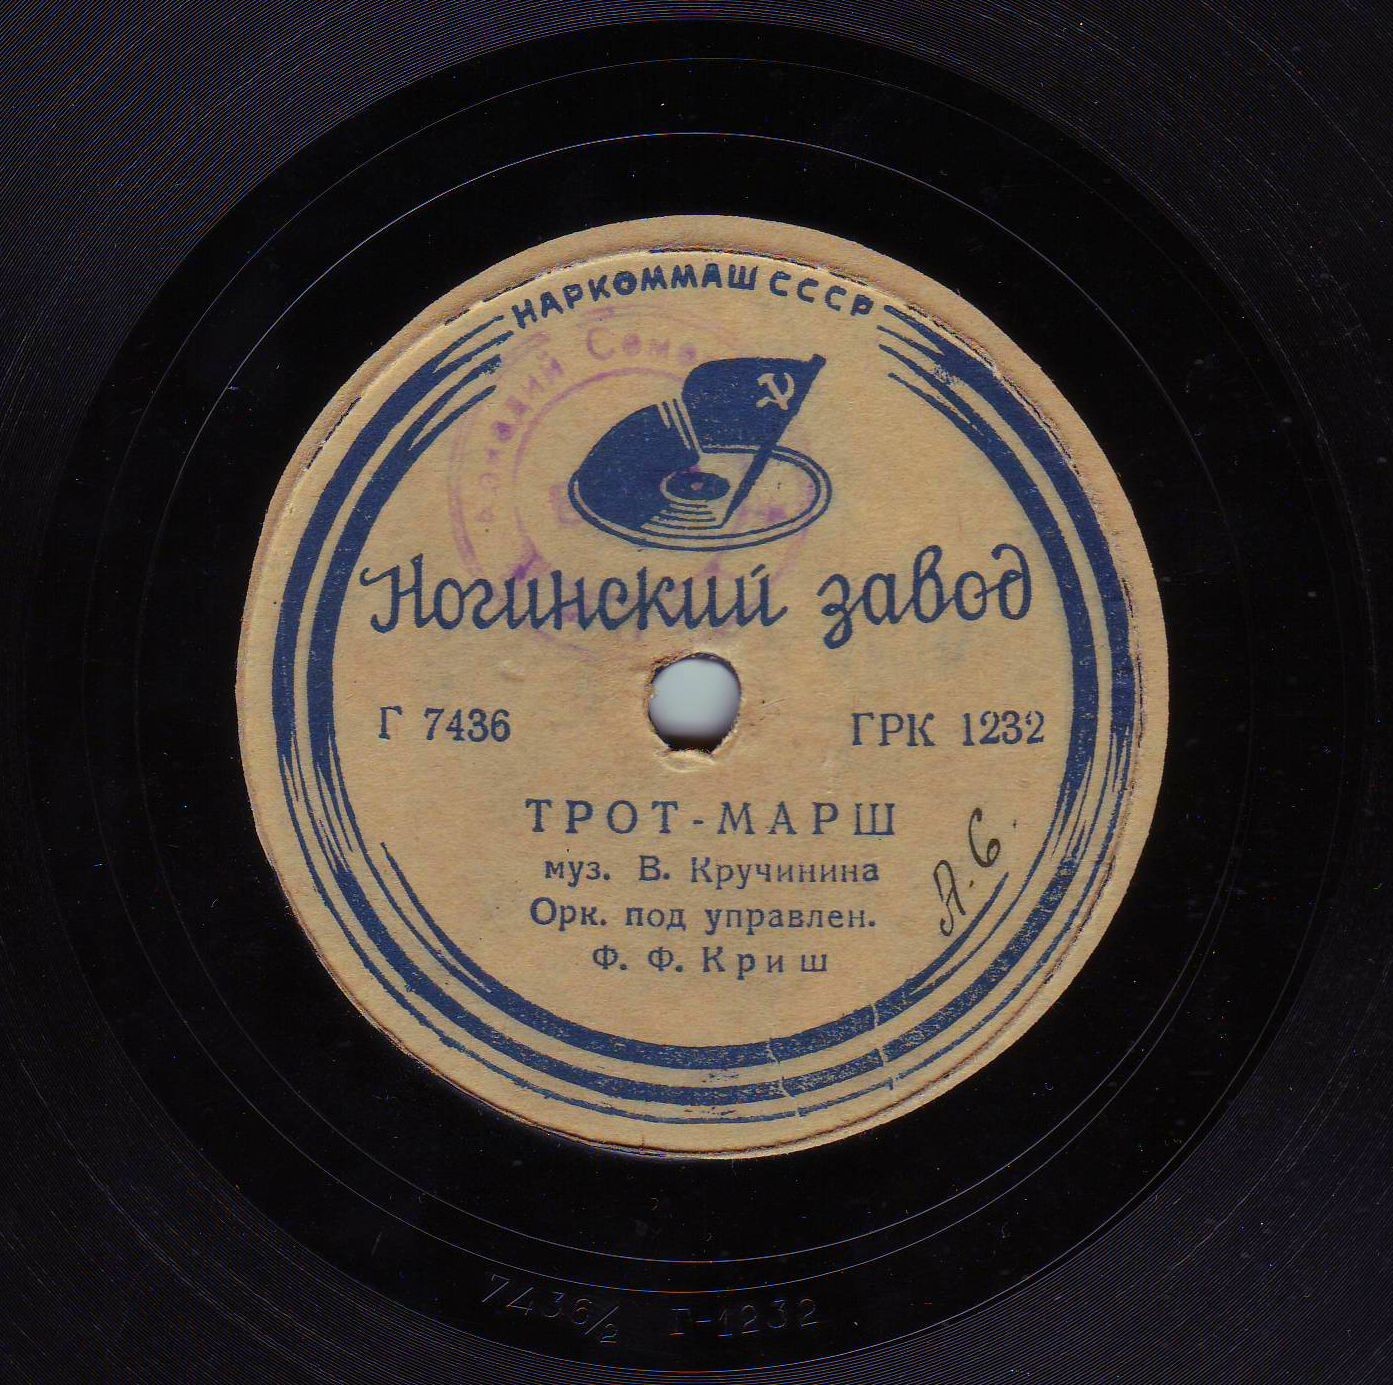 НАРКОММАШ СССР
Ногинский завод
Г 7436 ГРК 1232
ТРОТ-МАРШ
муз. В. Кручинина
Орк. под управлен.
Ф. Ф. Криш
А. С.
7436/2 Г-1232